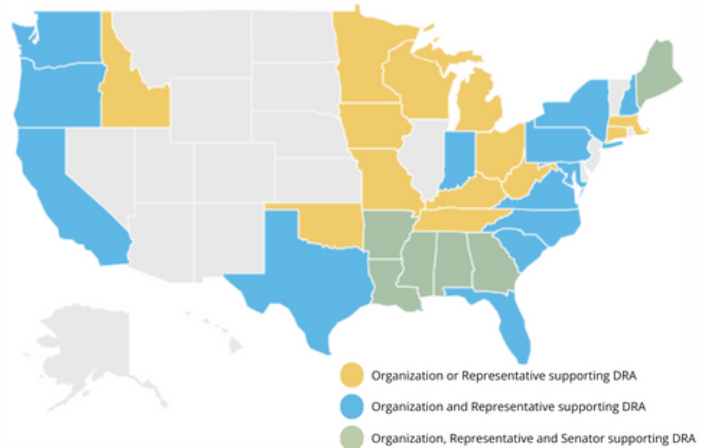 Organization or Representative supporting DRA
Organization and Representative supporting DRA
Organization, Representative and Senator supporting DRA